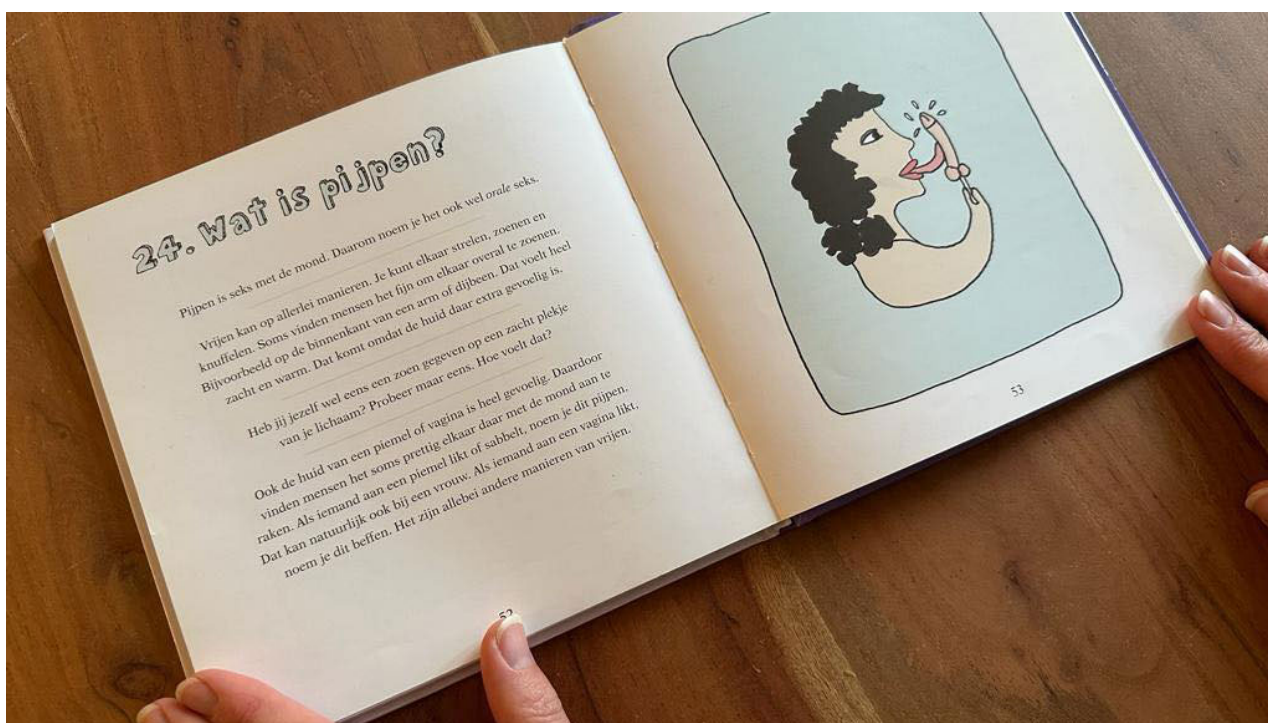 24. Wat is pijpen?
Pijpen is seks met de mond. Daarom noem je het ook wel orale seks.
Vrijen kan op allerlei manieren. Je kunt elkaar strelen, zoenen en
knuffelen. Soms vinden mensen het fijn om elkaar overal te zoenen.
Bijvoorbeeld op de binnenkant van een arm of dijbeen. Dat voelt heel
zacht en warm. Dat komt omdat de huid daar extra gevoelig is.
Heb jij jezelf wel eens een zoen gegeven op een zacht plekje
van je lichaam? Probeer maar eens. Hoe voelt dat?
Ook de huid van een piemel of vagina is heel gevoelig. Daardoor
vinden mensen het soms prettig elkaar daar met de mond aan te
raken. Als iemand aan een piemel likt of sabbelt, noem je dit pijpen.
Dat kan natuurlijk ook bij een vrouw. Als iemand aan een vagina likt,
noem je dit beffen. Het zijn allebei andere manieren van vrijen.
52
53